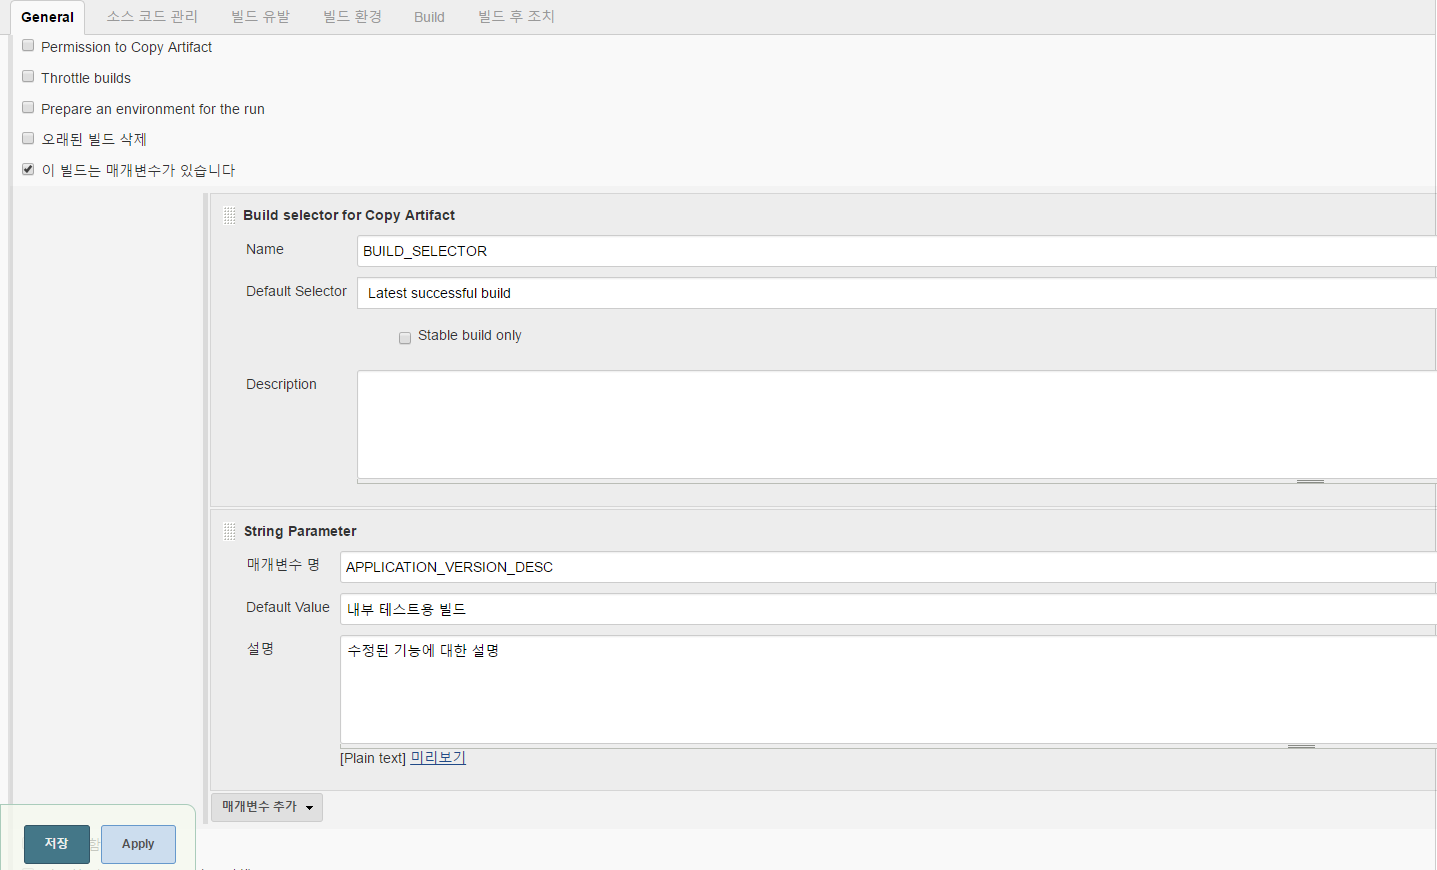 General 소스 코드 관리 빌드 유발 빌드 환경 Build 빌드 후 조치
Permission to Copy Artifact
Throttle builds
Prepare an environment for the run
오래된 빌드 삭제
이 빌드는 매개변수가 있습니다
Build selector for Copy Artifact
Name BUILD_SELECTOR
Default Selector Latest successful build
Stable build only
Description
String Parameter
매개변수 명 APPLICATION_VERSION_DESC
Default Value 내부 테스트용 빌드
설명 수정된 기능에 대한 설명
[Plain text] 미리보기
매개변수 추가
저장 Apply